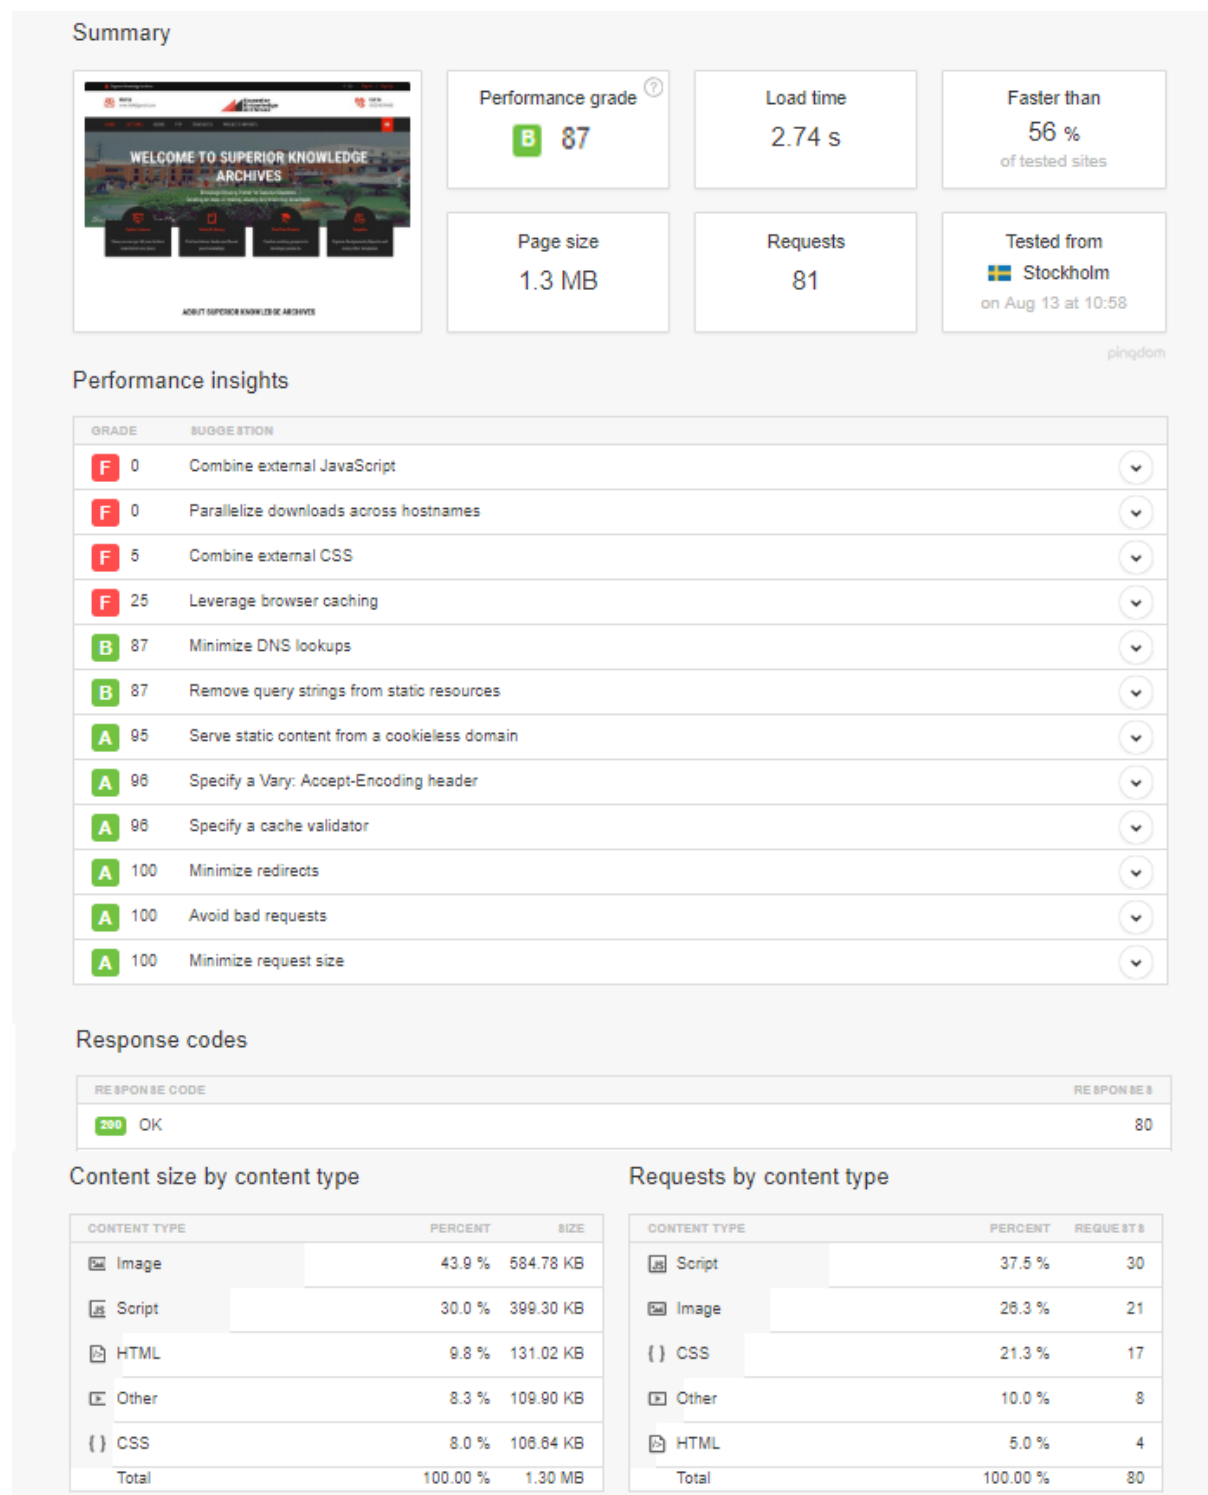 Summary
WELCOME TO SUPERIOR KNOWLEDGE
ARCHIVES
ABOUT SUPERIOR KNOWLEDGE ARCHIVES
Performance grade ?
B 87
Load time
2.74 s
Faster than
56 %
of tested sites
Page size
1.3 MB
Requests
81
Tested from
Stockholm
on Aug 13 at 10:58
pingdom
Performance insights
GRADE SUGGESTION
F 0 Combine external JavaScript
F 0 Parallelize downloads across hostnames
F 5 Combine external CSS
F 25 Leverage browser caching
B 87 Minimize DNS lookups
B 87 Remove query strings from static resources
A 95 Serve static content from a cookieless domain
A 96 Specify a Vary: Accept-Encoding header
A 96 Specify a cache validator
A 100 Minimize redirects
A 100 Avoid bad requests
A 100 Minimize request size
Response codes
RESPONSE CODE RESPONSES
200 OK 80
Content size by content type
CONTENT TYPE PERCENT SIZE
Image 43.9 % 584.78 KB
JS Script 30.0 % 399.30 KB
HTML 9.8 % 131.02 KB
Other 8.3 % 109.90 KB
{ } CSS 8.0 % 106.64 KB
Total 100.00 % 1.30 MB
Requests by content type
CONTENT TYPE PERCENT REQUESTS
JS Script 37.5 % 30
Image 26.3 % 21
{ } CSS 21.3 % 17
Other 10.0 % 8
HTML 5.0 % 4
Total 100.00 % 80